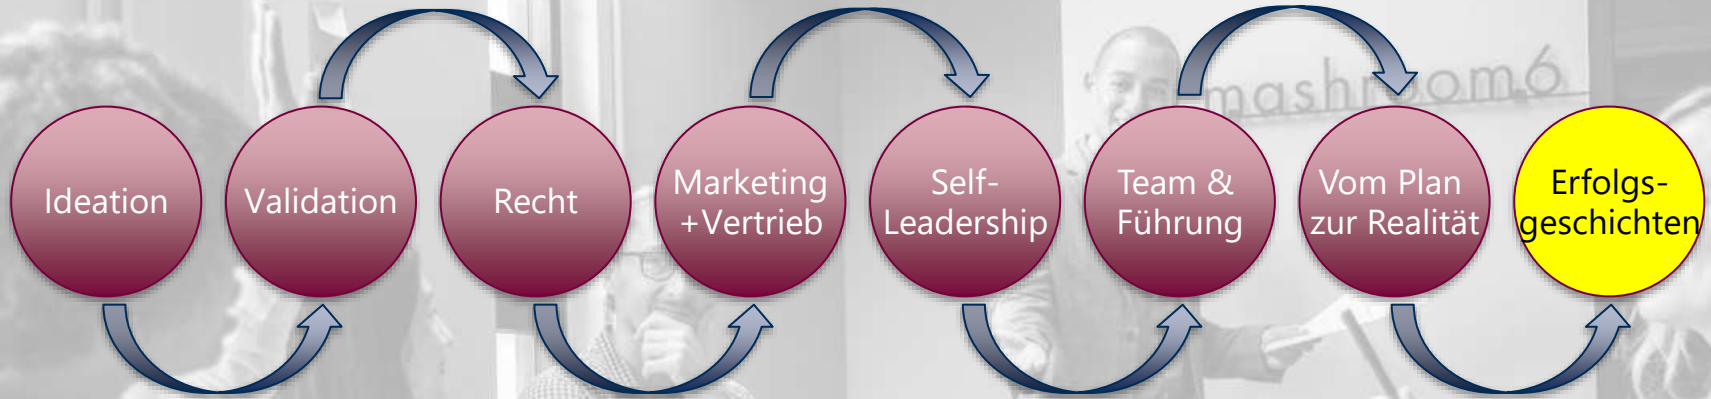 mashroom6
Ideation
Validation
Recht
Marketing
+Vertrieb
Self-
Leadership
Team &
Führung
Vom Plan
zur Realität
Erfolgs-
geschichten